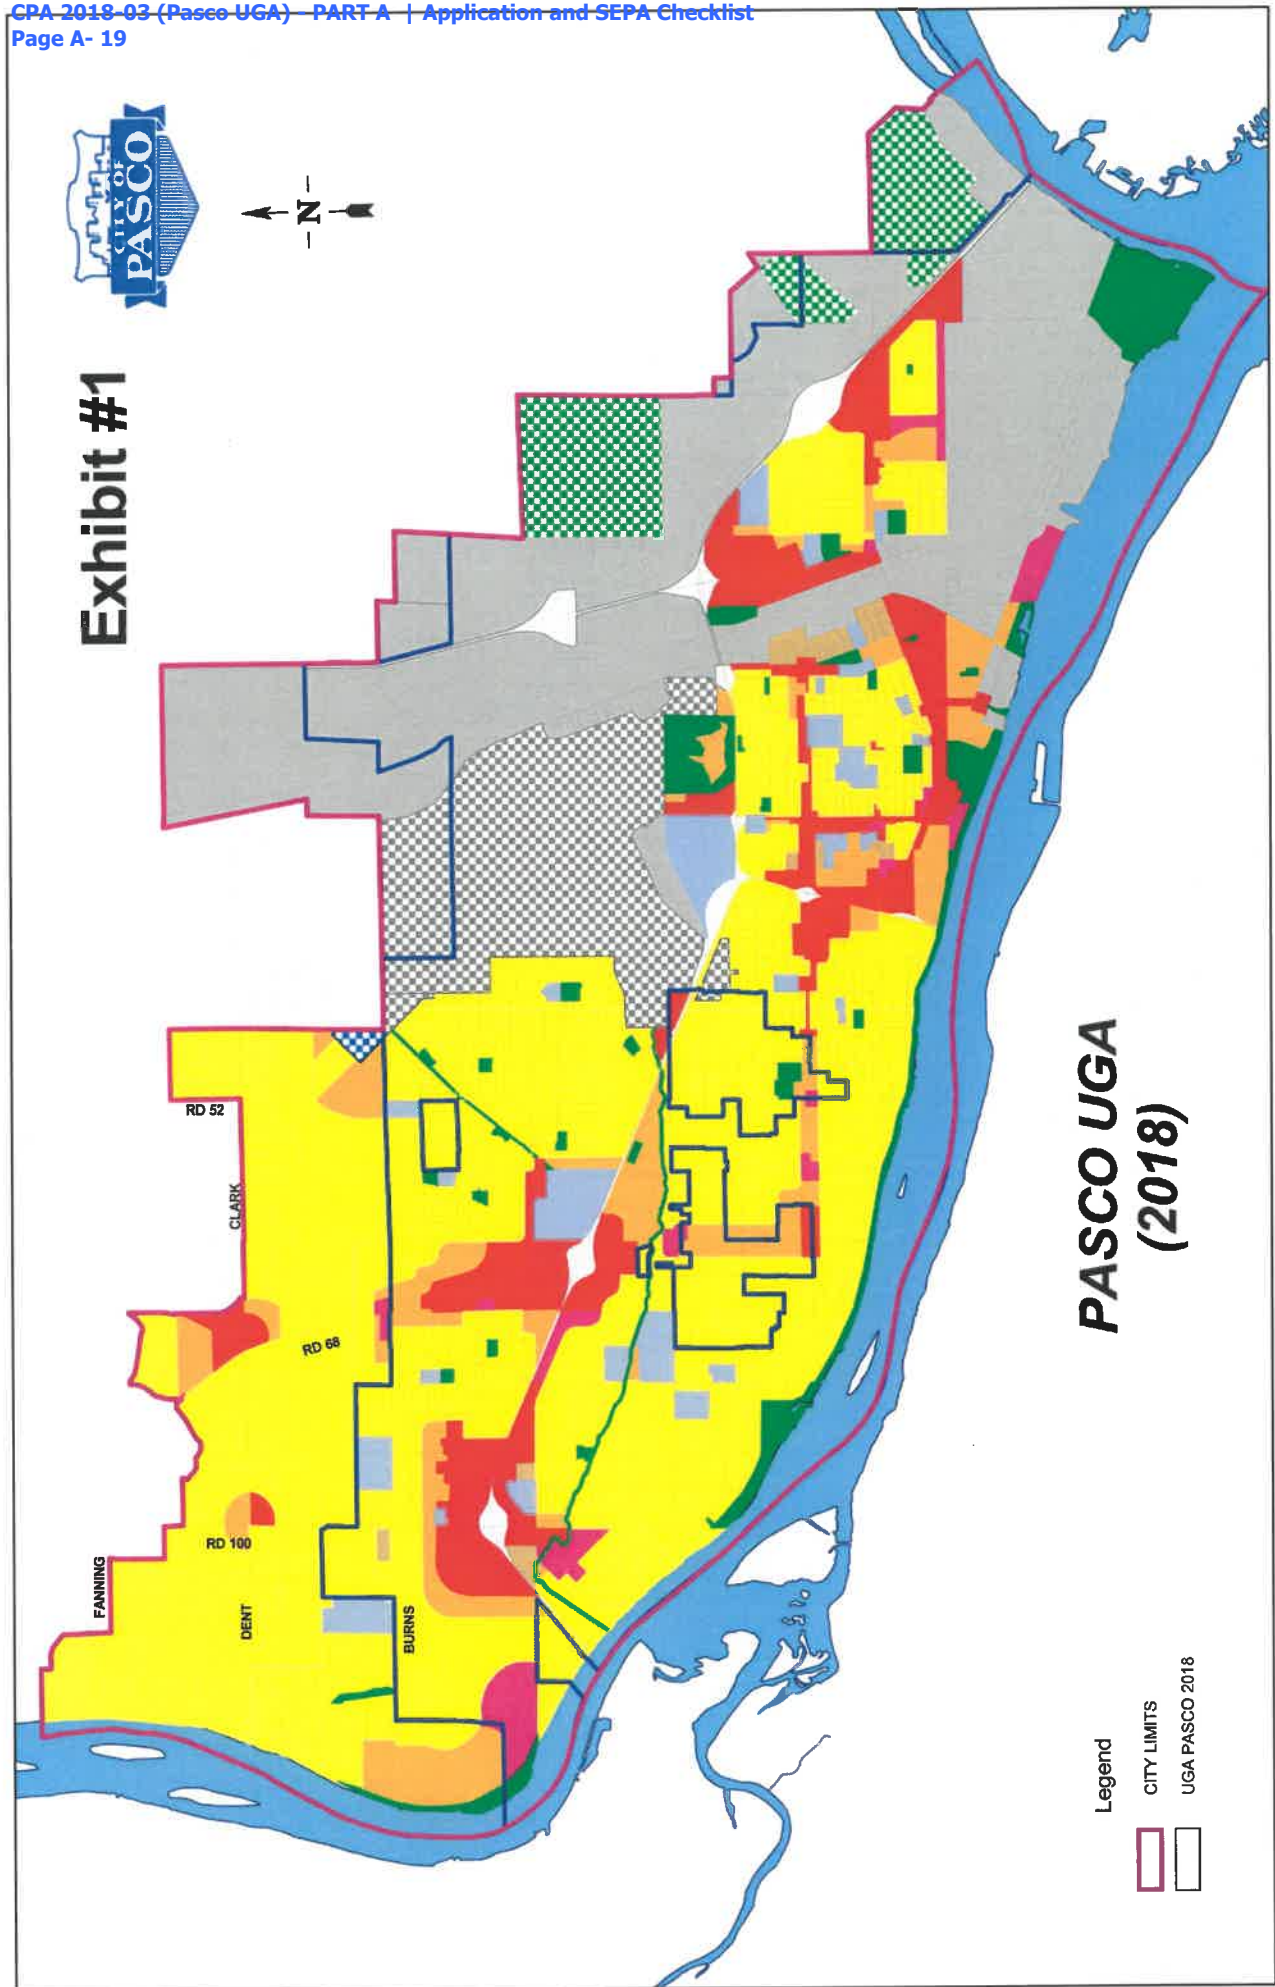 CPA 2018-03 (Pasco UGA) - PART A | Application and SEPA Checklist
Page A- 19
CITY OF
PASCO
N
Exhibit #1
RD 52
CLARK
RD 68
RD 100
FANNING
DENT
BURNS
PASCO UGA
(2018)
Legend
CITY LIMITS
UGA PASCO 2018